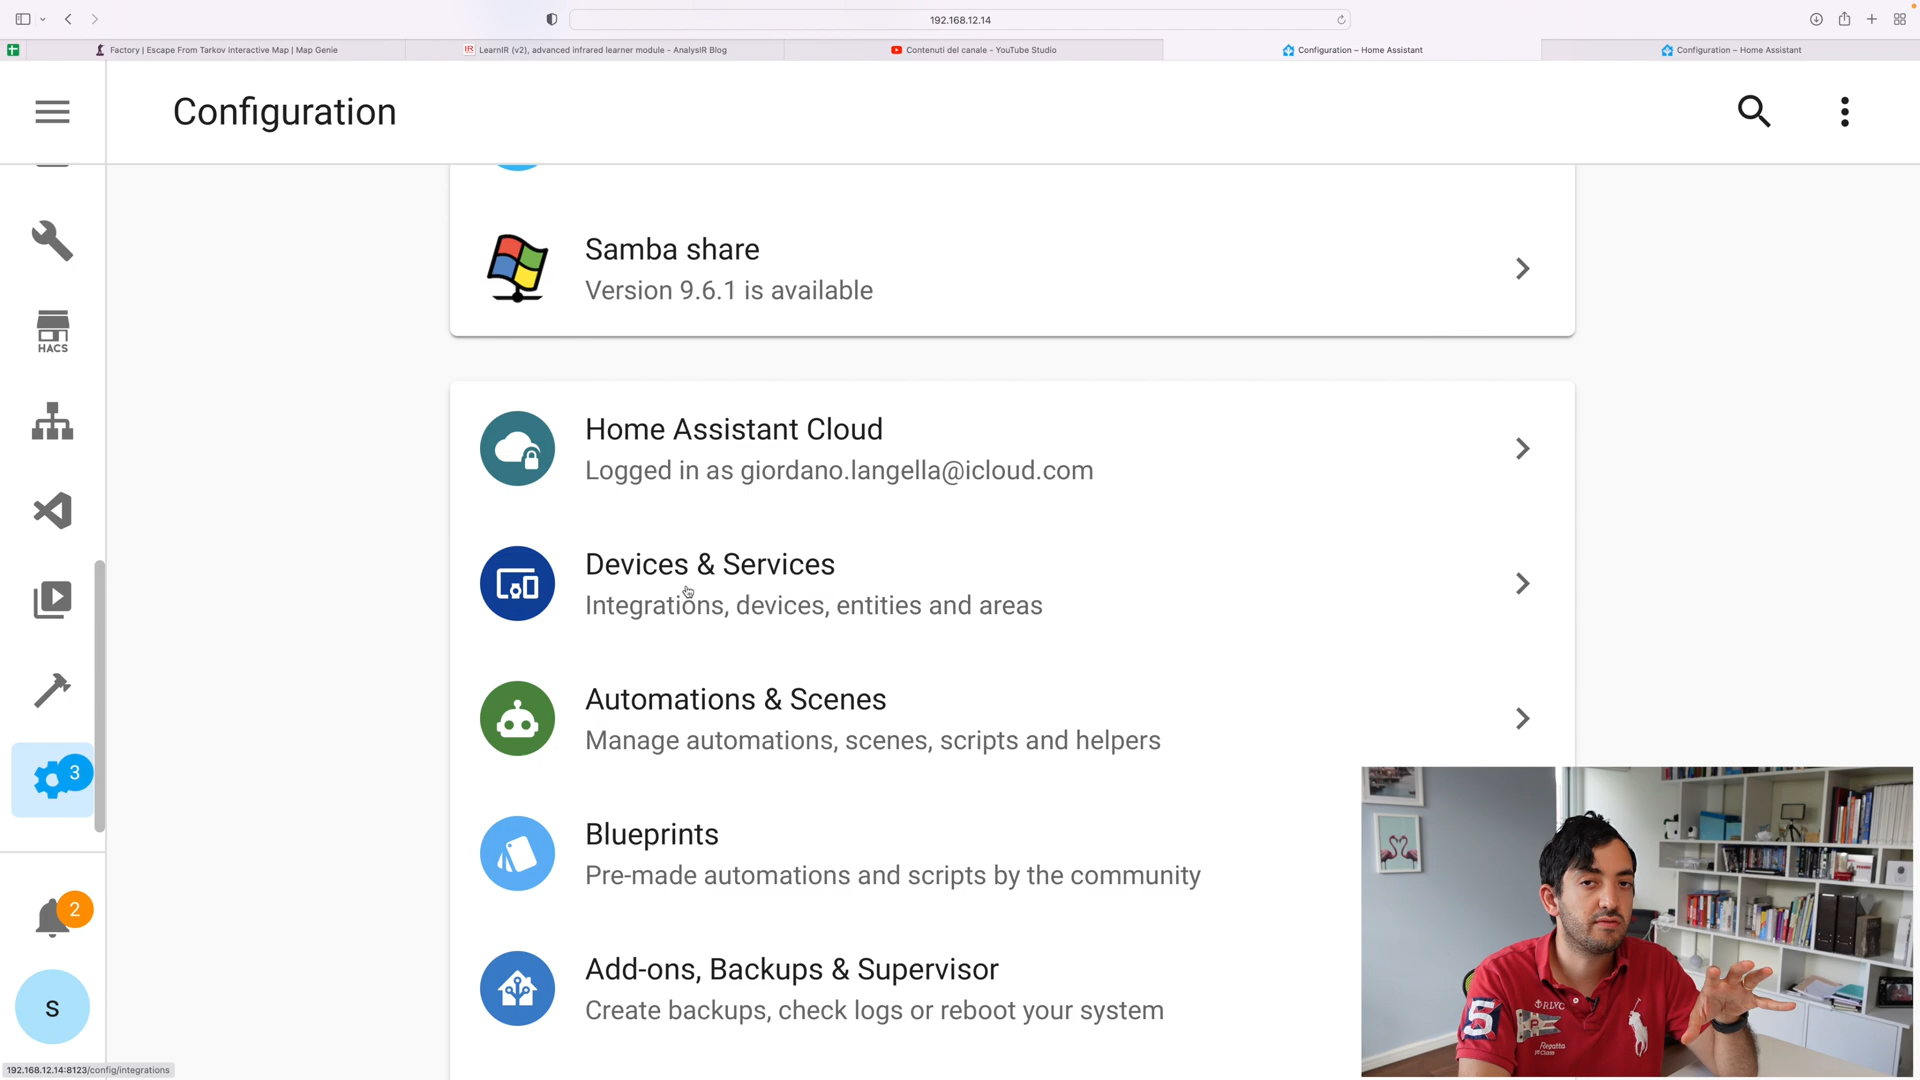 192.168.12.14
Factory | Escape From Tarkov Interactive Map | Map Genie
IR
LearnIR (v2), advanced infrared learner module - AnalysIR Blog
Contenuti del canale - YouTube Studio
Configuration – Home Assistant
Configuration – Home Assistant
Configuration
Samba share
Version 9.6.1 is available
HACS
Home Assistant Cloud
Logged in as giordano.langella@icloud.com
Devices & Services
Integrations, devices, entities and areas
Automations & Scenes
Manage automations, scenes, scripts and helpers
3
Blueprints
Pre-made automations and scripts by the community
2
Add-ons, Backups & Supervisor
Create backups, check logs or reboot your system
S
192.168.12.14:8123/config/integrations
5
P
Regatta